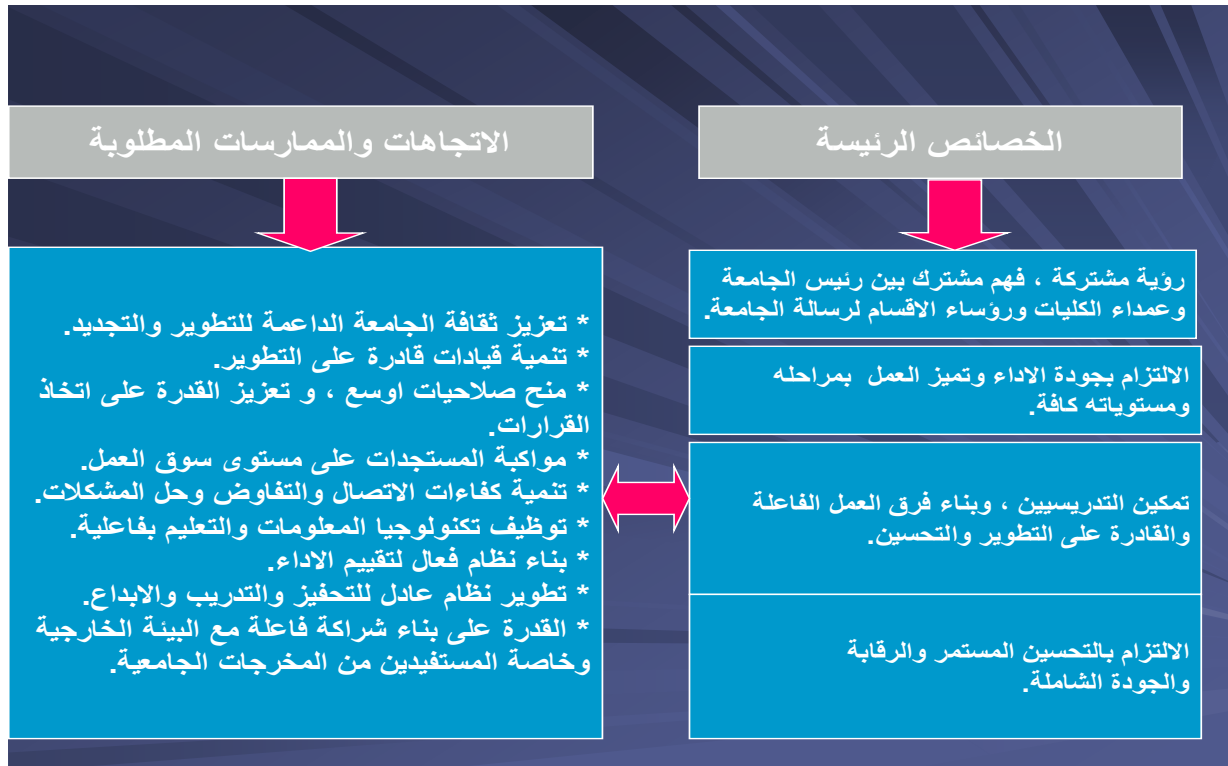 الخصائص الرئيسة
رؤية مشتركة ، فهم مشترك بين رئيس الجامعة
وعمداء الكليات ورؤساء الاقسام لرسالة الجامعة.
الالتزام بجودة الاداء وتميز العمل بمراحله
ومستوياته كافة.
تمكين التدريسيين ، وبناء فرق العمل الفاعلة
والقادرة على التطوير والتحسين.
الالتزام بالتحسين المستمر والرقابة
والجودة الشاملة.
الاتجاهات والممارسات المطلوبة
* تعزيز ثقافة الجامعة الداعمة للتطوير والتجديد.
* تنمية قيادات قادرة على التطوير.
* منح صلاحيات اوسع ، و تعزيز القدرة على اتخاذ
القرارات.
* مواكبة المستجدات على مستوى سوق العمل.
* تنمية كفاءات الاتصال والتفاوض وحل المشكلات.
* توظيف تكنولوجيا المعلومات والتعليم بفاعلية.
* بناء نظام فعال لتقييم الاداء.
* تطوير نظام عادل للتحفيز والتدريب والابداع.
* القدرة على بناء شراكة فاعلة مع البيئة الخارجية
وخاصة المستفيدين من المخرجات الجامعية.